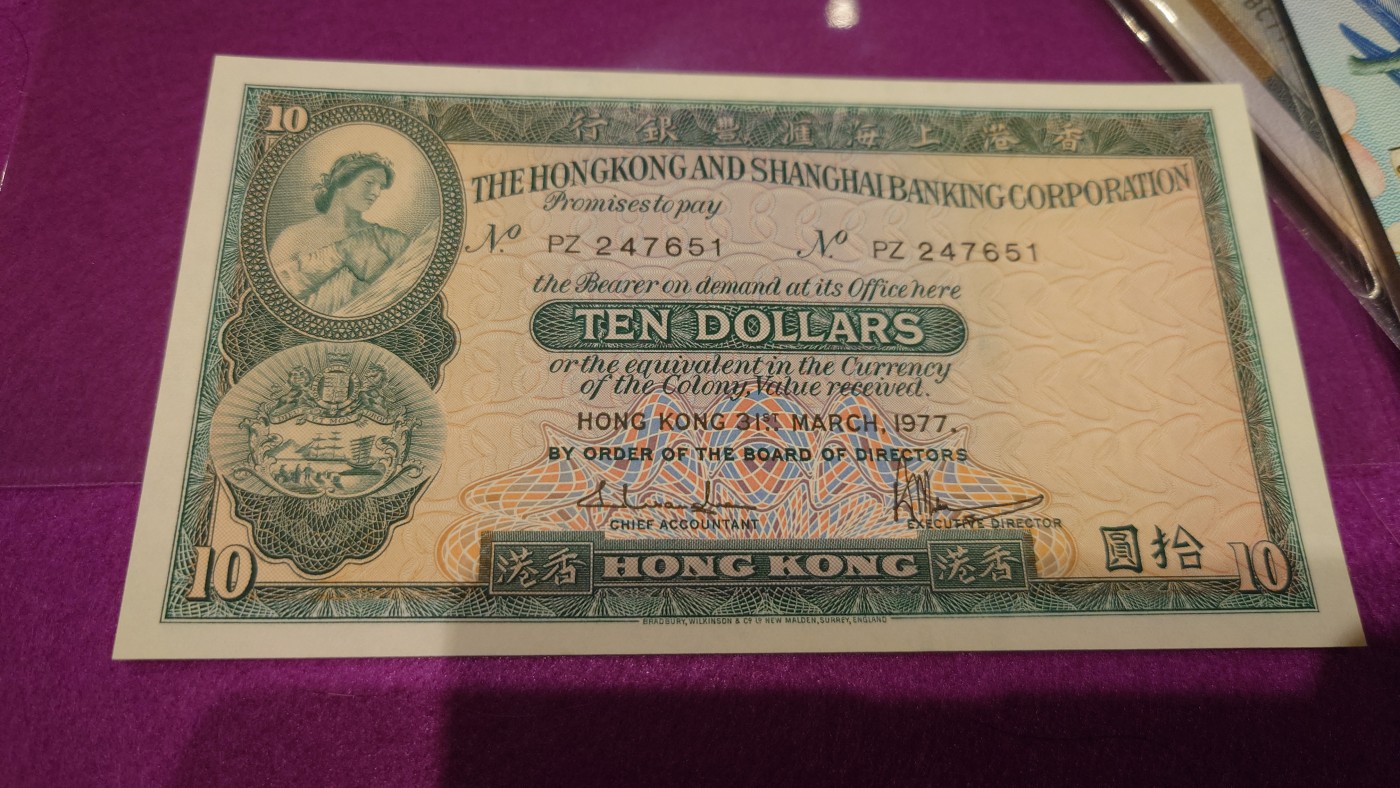 10
行銀豐滙海上港香
THE HONGKONG AND SHANGHAI BANKING CORPORATION
Promises to pay
No. PZ 247651 No. PZ 247651
the Bearer on demand at its Office here
TEN DOLLARS
or the equivalent in the Currency
of the Colony, Value received.
HONG KONG 31ST MARCH, 1977.
BY ORDER OF THE BOARD OF DIRECTORS
CHIEF ACCOUNTANT EXECUTIVE DIRECTOR
圓拾
10 港香 HONG KONG 港香 10
BRADBURY, WILKINSON & Co. Ld. NEW MALDEN, SURREY, ENGLAND